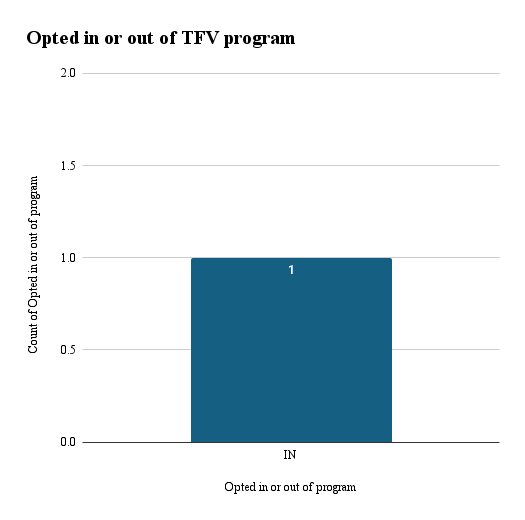 Opted in or out of TFV program
Count of Opted in or out of program
2.0
1.5
1.0
0.5
0.0
1
IN
Opted in or out of program